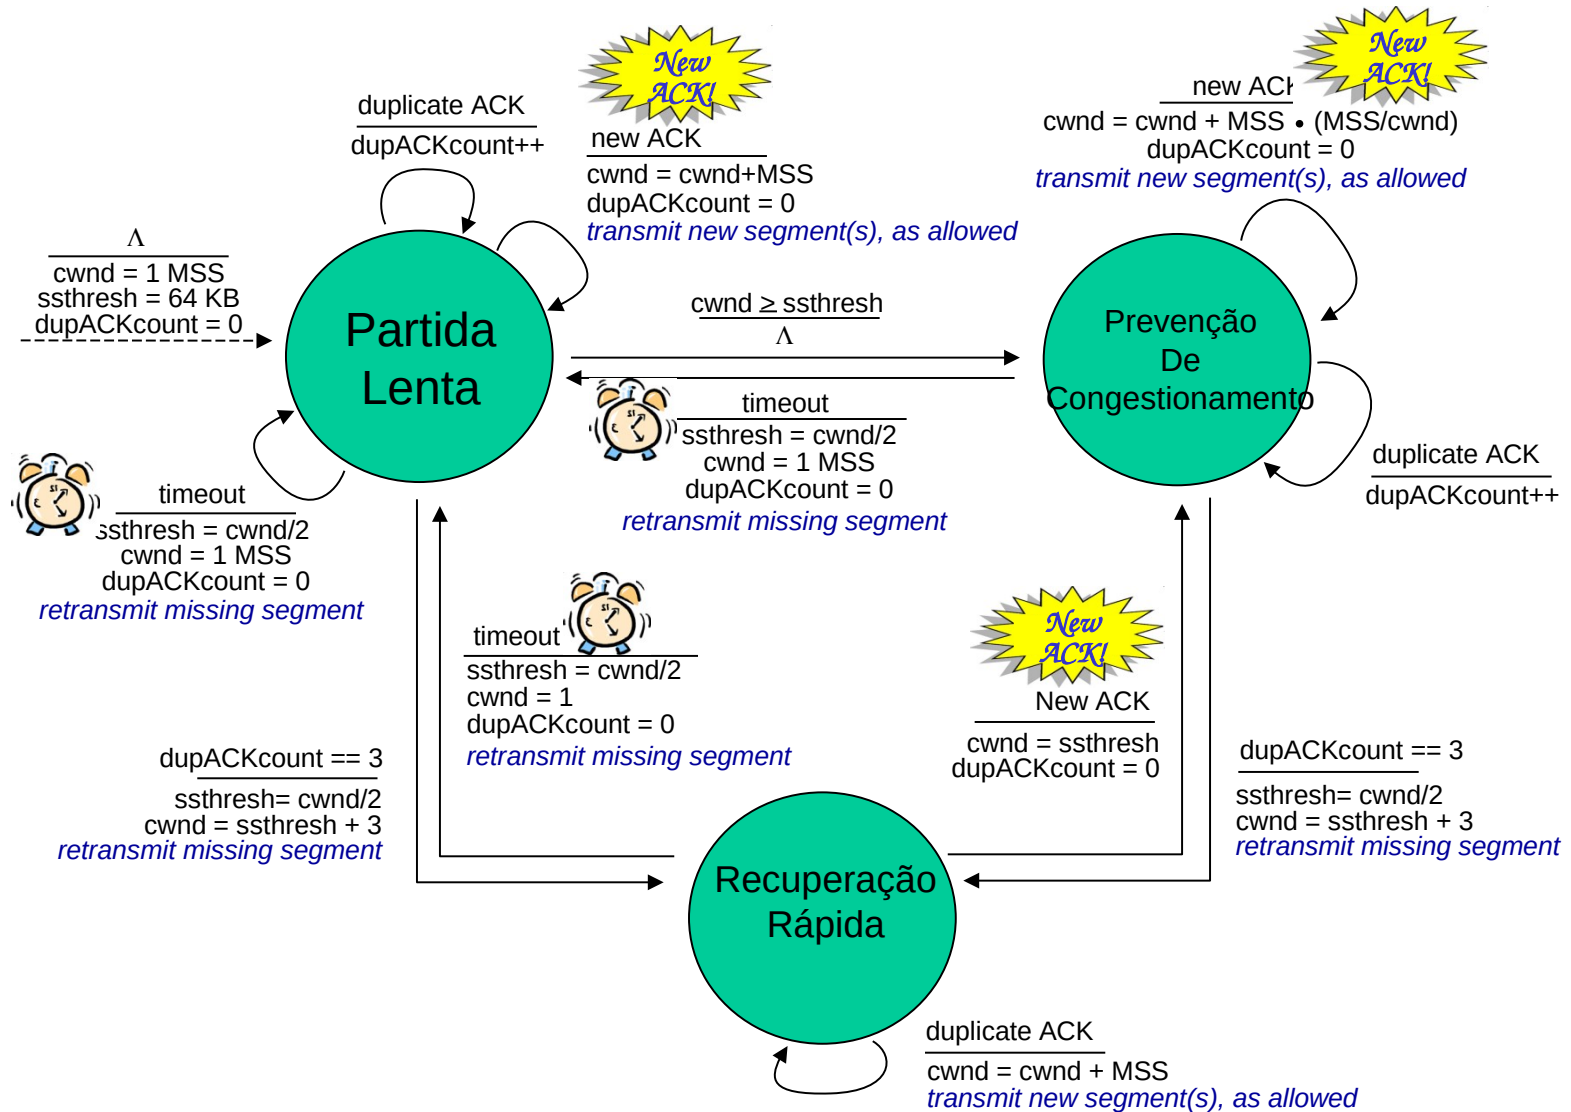 New
ACK!
duplicate ACK
dupACKcount++
new ACK
cwnd = cwnd+MSS
dupACKcount = 0
transmit new segment(s), as allowed
New
ACK!
new ACK
cwnd = cwnd + MSS • (MSS/cwnd)
dupACKcount = 0
transmit new segment(s), as allowed
Λ
cwnd = 1 MSS
ssthresh = 64 KB
dupACKcount = 0
Partida
Lenta
cwnd ≥ ssthresh
Λ
Prevenção
De
Congestionamento
timeout
ssthresh = cwnd/2
cwnd = 1 MSS
dupACKcount = 0
retransmit missing segment
duplicate ACK
dupACKcount++
timeout
ssthresh = cwnd/2
cwnd = 1 MSS
dupACKcount = 0
retransmit missing segment
timeout
ssthresh = cwnd/2
cwnd = 1
dupACKcount = 0
retransmit missing segment
New
ACK!
New ACK
cwnd = ssthresh
dupACKcount = 0
dupACKcount == 3
ssthresh= cwnd/2
cwnd = ssthresh + 3
retransmit missing segment
dupACKcount == 3
ssthresh= cwnd/2
cwnd = ssthresh + 3
retransmit missing segment
Recuperação
Rápida
duplicate ACK
cwnd = cwnd + MSS
transmit new segment(s), as allowed